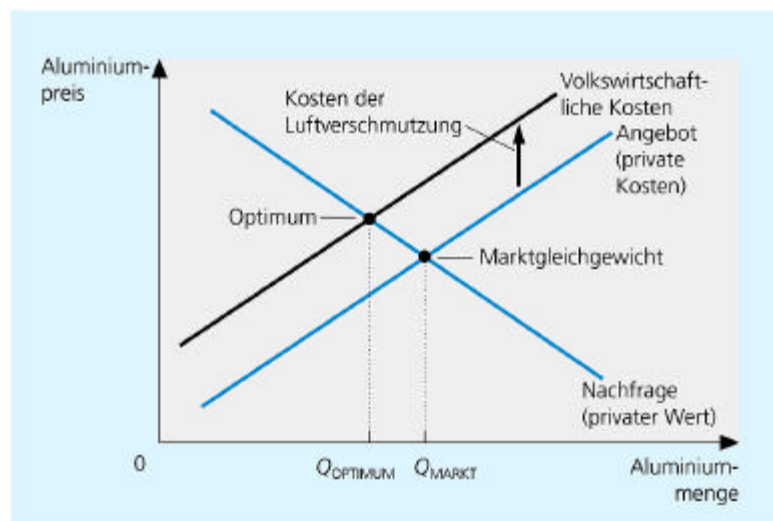 Aluminium-
preis
Kosten der
Luftverschmutzung
Volkswirtschaft-
liche Kosten
Angebot
(private
Kosten)
Optimum
Marktgleichgewicht
Nachfrage
(privater Wert)
0
QOPTIMUM
QMARKT
Aluminium-
menge